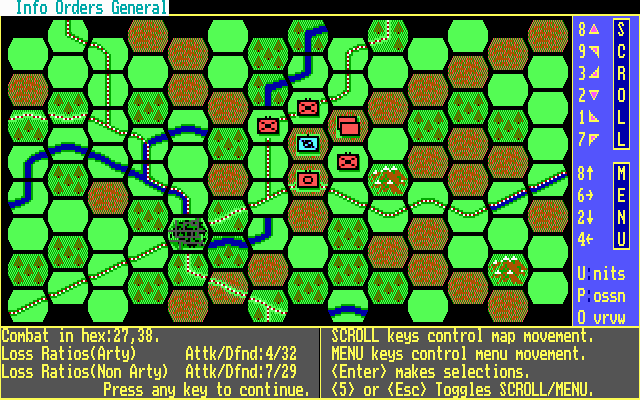 Info Orders General
8
9
3
2
1
7
S
C
R
O
L
L
8↑
6→
2↓
4←
M
E
N
U
U:nits
P:ossn
O vrvw
Combat in hex:27,38.
Loss Ratios(Arty) Attk/Dfnd:4/32
Loss Ratios(Non Arty) Attk/Dfnd:7/29
Press any key to continue.
SCROLL keys control map movement.
MENU keys control menu movement.
<Enter> makes selections.
<5> or <Esc> Toggles SCROLL/MENU.